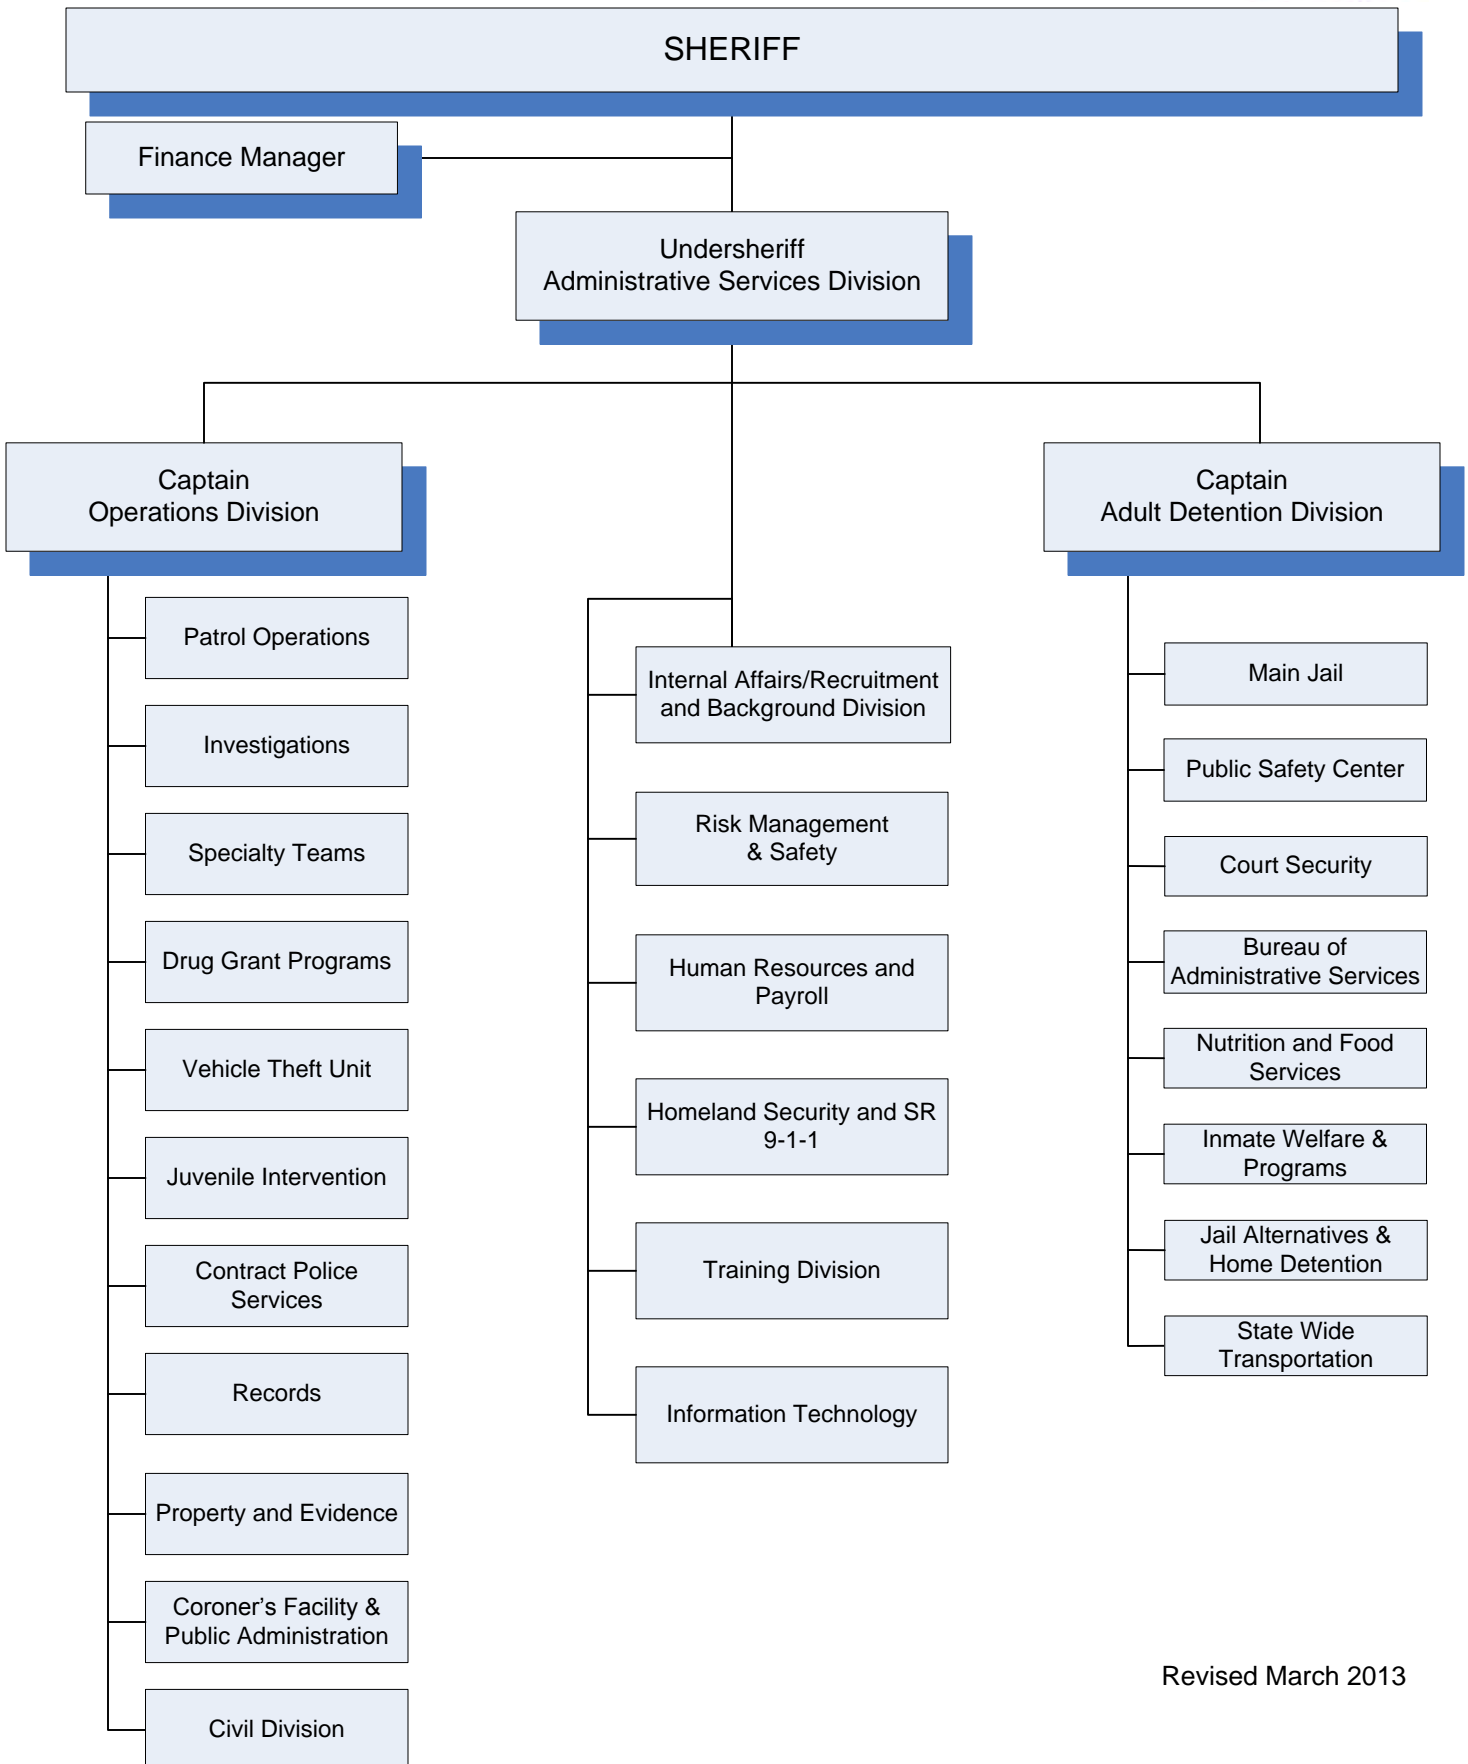 SHERIFF
Finance Manager
Undersheriff
Administrative Services Division
Captain
Operations Division
Captain
Adult Detention Division
Patrol Operations
Investigations
Specialty Teams
Drug Grant Programs
Vehicle Theft Unit
Juvenile Intervention
Contract Police
Services
Records
Property and Evidence
Coroner’s Facility &
Public Administration
Civil Division
Internal Affairs/Recruitment
and Background Division
Risk Management
& Safety
Human Resources and
Payroll
Homeland Security and SR
9-1-1
Training Division
Information Technology
Main Jail
Public Safety Center
Court Security
Bureau of
Administrative Services
Nutrition and Food
Services
Inmate Welfare &
Programs
Jail Alternatives &
Home Detention
State Wide
Transportation
Revised March 2013